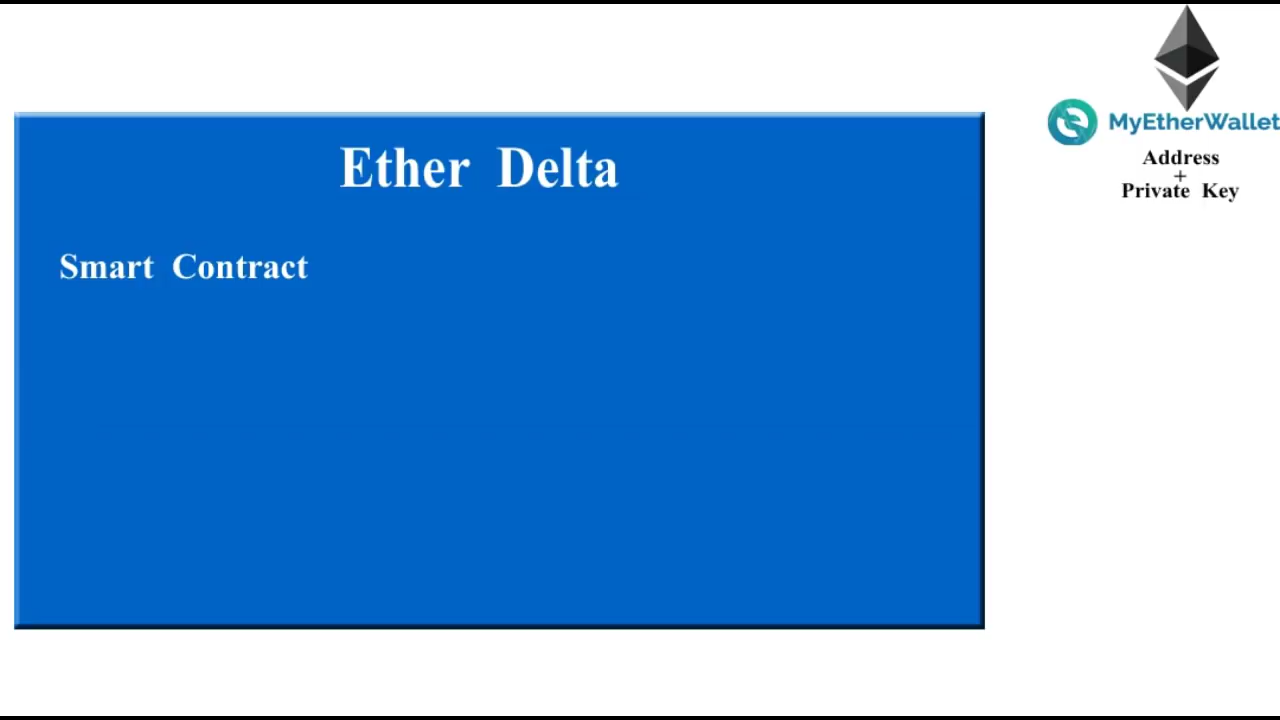 Ether Delta
Smart Contract
MyEtherWallet
Address
+
Private Key